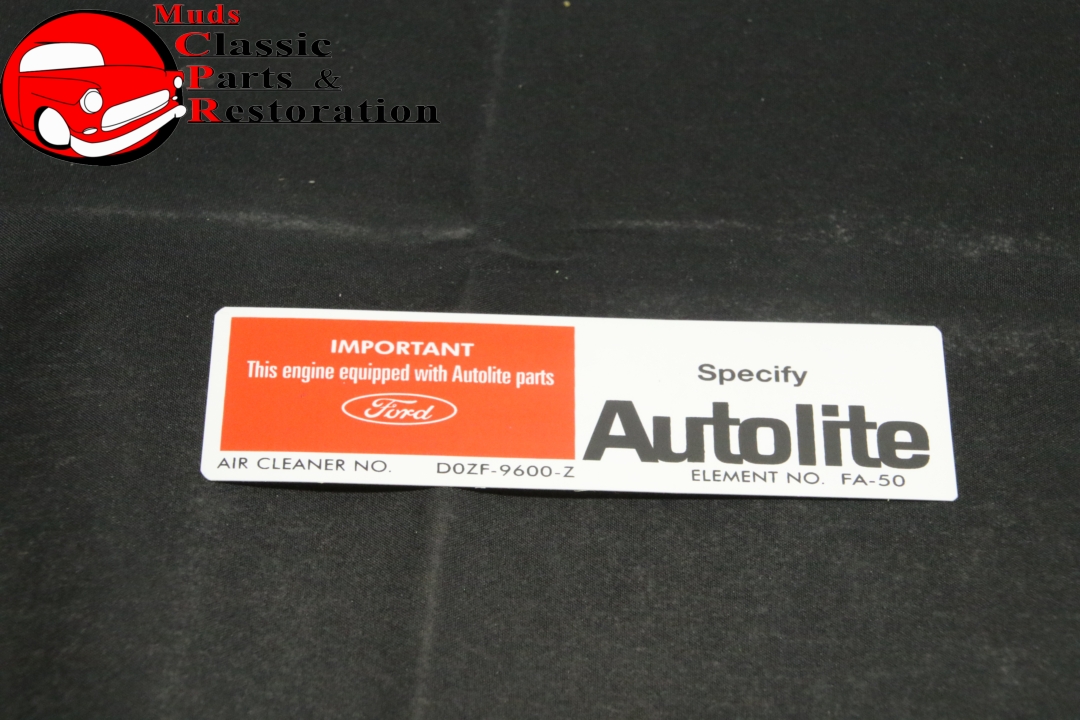 Muds
Classic
Parts &
Restoration
IMPORTANT
This engine equipped with Autolite parts
Ford
AIR CLEANER NO. D0ZF-9600-Z
Specify
Autolite
ELEMENT NO. FA-50